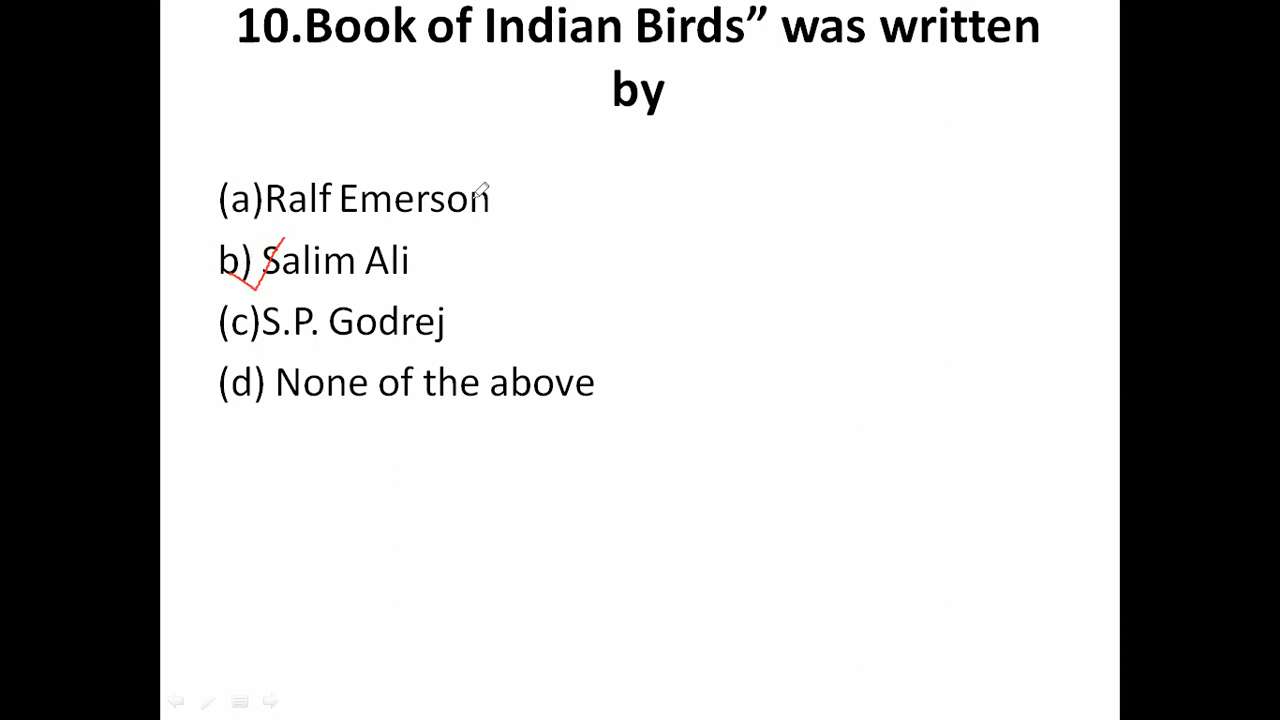 10.Book of Indian Birds” was written
by
(a)Ralf Emerson
b) Salim Ali
(c)S.P. Godrej
(d) None of the above